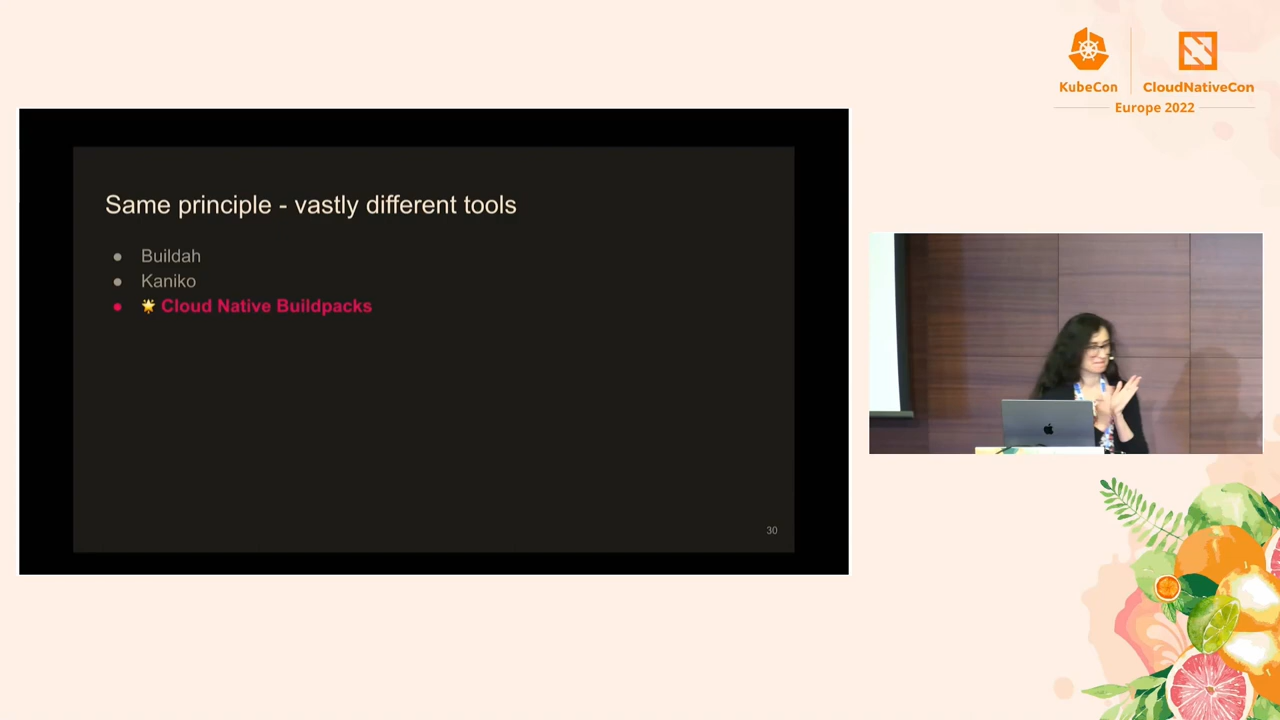 KubeCon
CloudNativeCon
Europe 2022
Same principle - vastly different tools
● Buildah
● Kaniko
● 🌟 Cloud Native Buildpacks
30